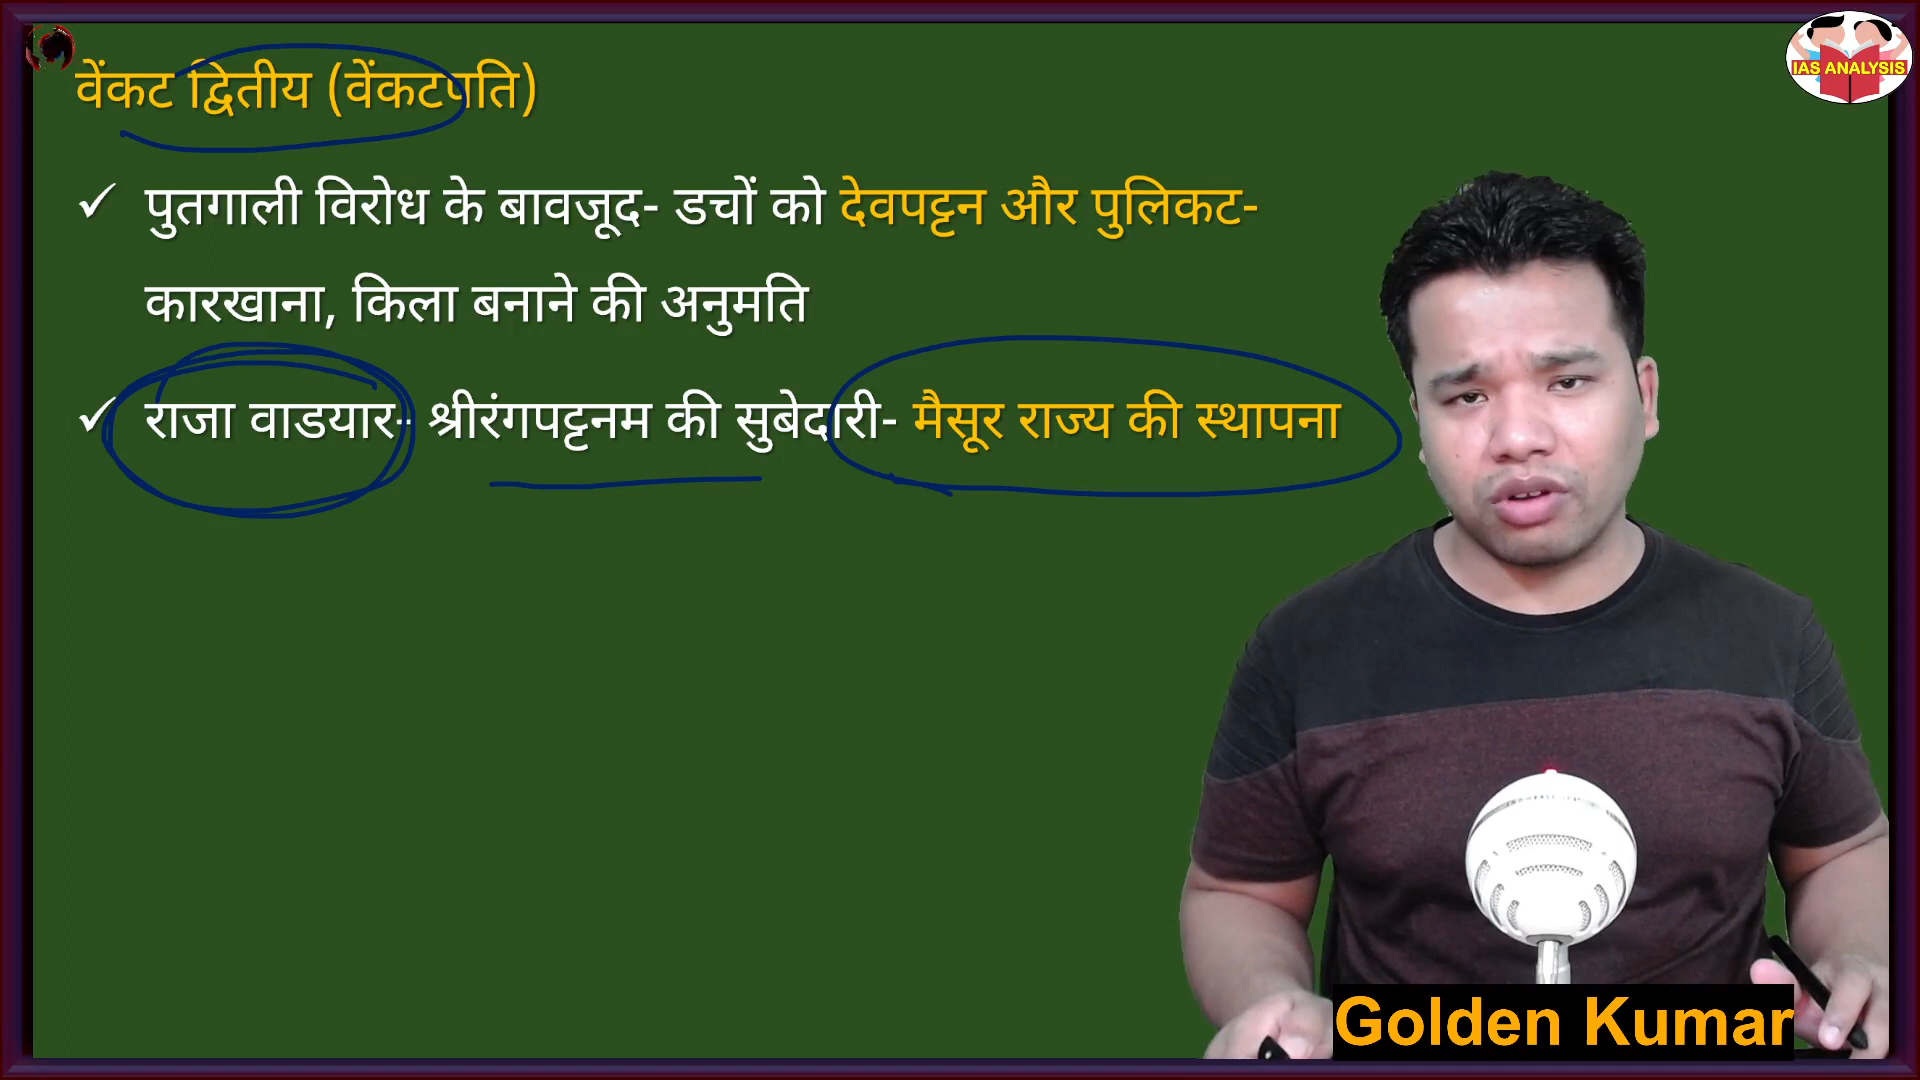 वेंकट द्वितीय (वेंकटपति)
IAS ANALYSIS
✓ पुतगाली विरोध के बावजूद- डचों को देवपट्टन और पुलिकट-
कारखाना, किला बनाने की अनुमति
✓ राजा वाडयार- श्रीरंगपट्टनम की सुबेदारी- मैसूर राज्य की स्थापना
Golden Kumar